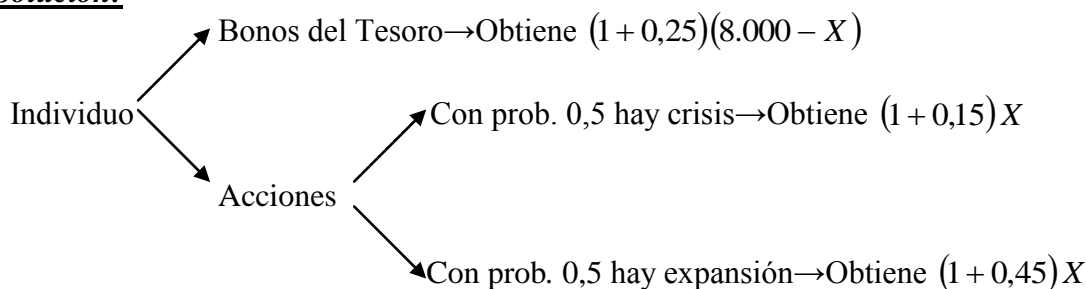 Bonos del Tesoro→Obtiene (1 + 0,25)(8.000 – X)
Individuo
Con prob. 0,5 hay crisis→Obtiene (1 + 0,15) X
Acciones
Con prob. 0,5 hay expansión→Obtiene (1 + 0,45) X